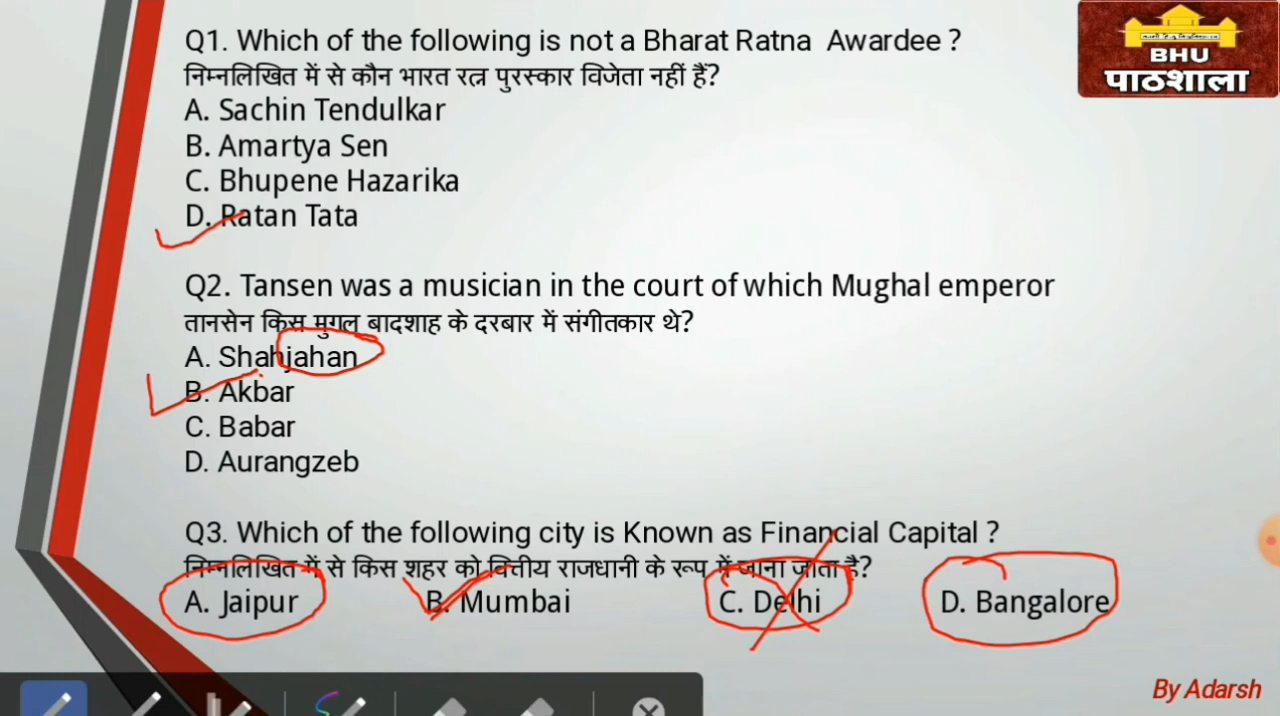 Q1. Which of the following is not a Bharat Ratna Awardee ?
निम्नलिखित में से कौन भारत रत्न पुरस्कार विजेता नहीं हैं?
A. Sachin Tendulkar
B. Amartya Sen
C. Bhupene Hazarika
D. Ratan Tata
Q2. Tansen was a musician in the court of which Mughal emperor
तानसेन किस मुगल बादशाह के दरबार में संगीतकार थे?
A. Shahjahan
B. Akbar
C. Babar
D. Aurangzeb
Q3. Which of the following city is Known as Financial Capital ?
निम्नलिखित में से किस शहर को वित्तीय राजधानी के रूप में जाना जाता है?
A. Jaipur B. Mumbai C. Delhi D. Bangalore
BHU
पाठशाला
By Adarsh